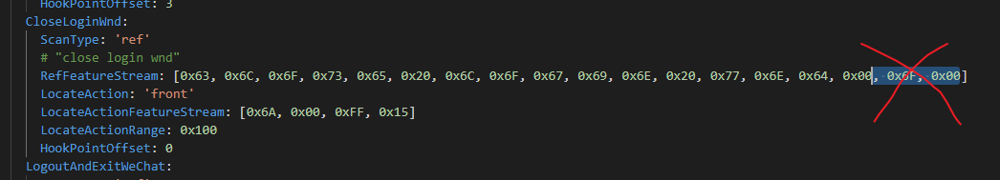 HookPointOffset: 3
CloseLoginWnd:
ScanType: 'ref'
# "close login wnd"
RefFeatureStream: [0x63, 0x6C, 0x6F, 0x73, 0x65, 0x20, 0x6C, 0x6F, 0x67, 0x69, 0x6E, 0x20, 0x77, 0x6E, 0x64, 0x00, 0x6F, 0x00]
LocateAction: 'front'
LocateActionFeatureStream: [0x6A, 0x00, 0xFF, 0x15]
LocateActionRange: 0x100
HookPointOffset: 0
LogoutAndExitWeChat: